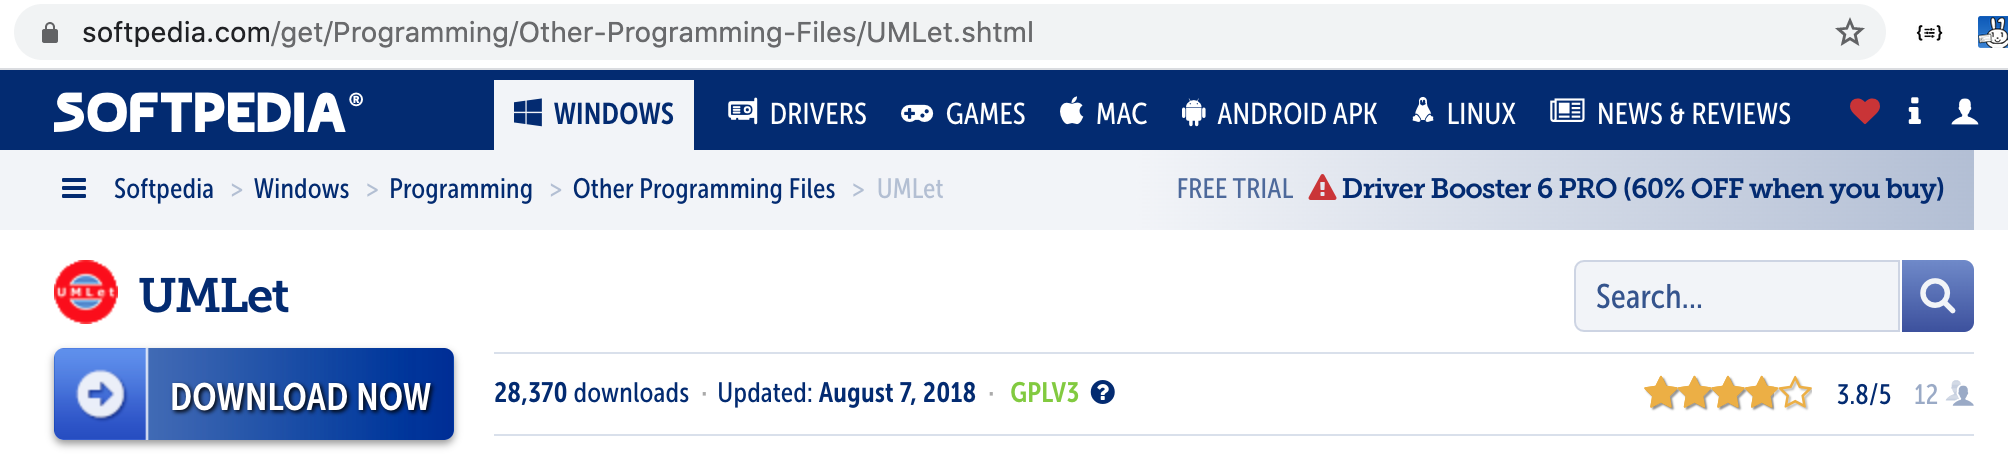 softpedia.com/get/Programming/Other-Programming-Files/UMLet.shtml
SOFTPEDIA® WINDOWS DRIVERS GAMES MAC ANDROID APK LINUX NEWS & REVIEWS
Softpedia > Windows > Programming > Other Programming Files > UMLet FREE TRIAL Driver Booster 6 PRO (60% OFF when you buy)
UMLet UMLet Search...
DOWNLOAD NOW 28,370 downloads · Updated: August 7, 2018 · GPLV3 ? 3.8/5 12